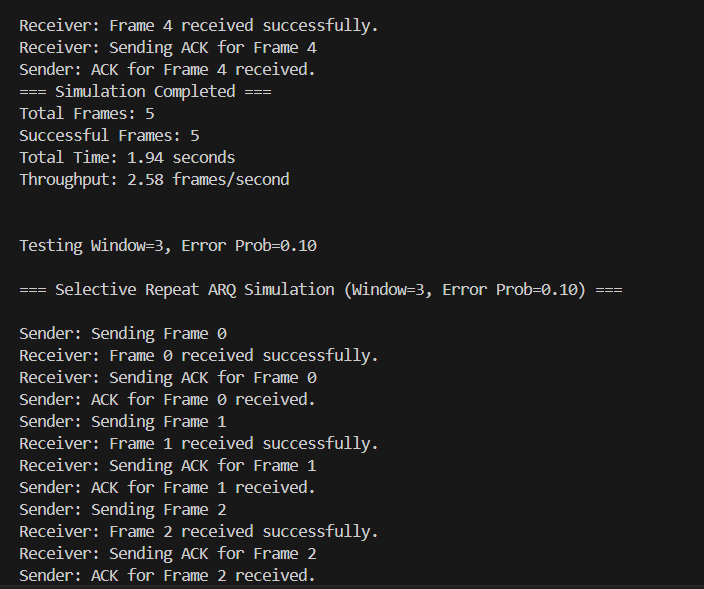 Receiver: Frame 4 received successfully.
Receiver: Sending ACK for Frame 4
Sender: ACK for Frame 4 received.
=== Simulation Completed ===
Total Frames: 5
Successful Frames: 5
Total Time: 1.94 seconds
Throughput: 2.58 frames/second
Testing Window=3, Error Prob=0.10
=== Selective Repeat ARQ Simulation (Window=3, Error Prob=0.10) ===
Sender: Sending Frame 0
Receiver: Frame 0 received successfully.
Receiver: Sending ACK for Frame 0
Sender: ACK for Frame 0 received.
Sender: Sending Frame 1
Receiver: Frame 1 received successfully.
Receiver: Sending ACK for Frame 1
Sender: ACK for Frame 1 received.
Sender: Sending Frame 2
Receiver: Frame 2 received successfully.
Receiver: Sending ACK for Frame 2
Sender: ACK for Frame 2 received.